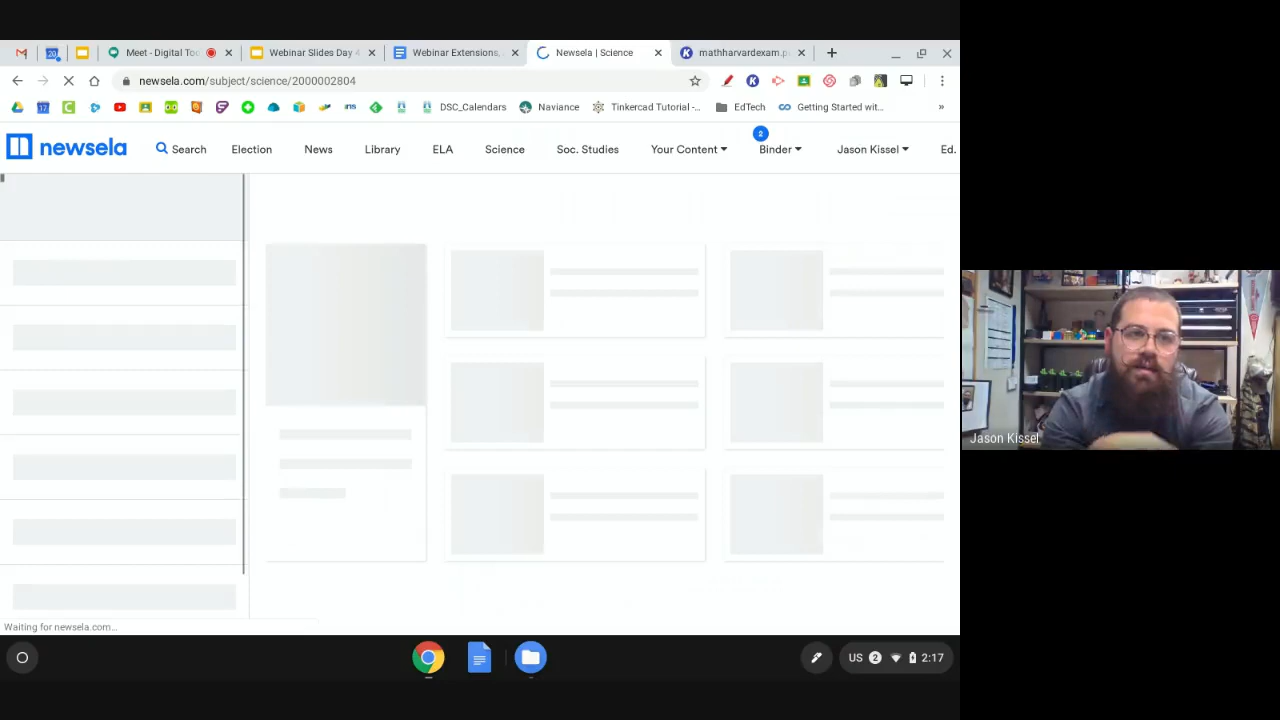 Meet - Digital Too
Webinar Slides Day 4
Webinar Extensions,
Newsela | Science
mathharvardexam.p
newsela.com/subject/science/2000002804
DSC_Calendars
Naviance
Tinkercad Tutorial -...
EdTech
Getting Started wit...
»
newsela
Search
Election
News
Library
ELA
Science
Soc. Studies
Your Content
2
Binder
Jason Kissel
Ed.
Jason Kissel
Waiting for newsela.com...
US
2
2:17